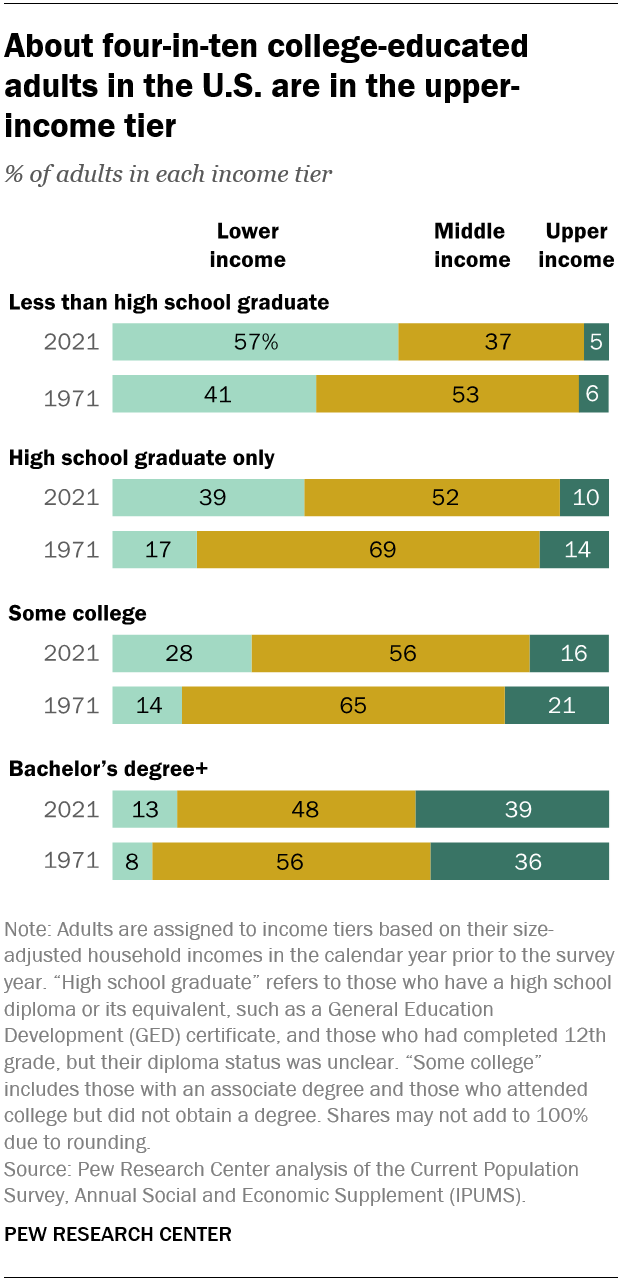 About four-in-ten college-educated
adults in the U.S. are in the upper-
income tier
% of adults in each income tier
Lower Middle Upper
income income income
Less than high school graduate
2021 57% 37 5
1971 41 53 6
High school graduate only
2021 39 52 10
1971 17 69 14
Some college
2021 28 56 16
1971 14 65 21
Bachelor’s degree+
2021 13 48 39
1971 8 56 36
Note: Adults are assigned to income tiers based on their size-
adjusted household incomes in the calendar year prior to the survey
year. “High school graduate” refers to those who have a high school
diploma or its equivalent, such as a General Education
Development (GED) certificate, and those who had completed 12th
grade, but their diploma status was unclear. “Some college”
includes those with an associate degree and those who attended
college but did not obtain a degree. Shares may not add to 100%
due to rounding.
Source: Pew Research Center analysis of the Current Population
Survey, Annual Social and Economic Supplement (IPUMS).
PEW RESEARCH CENTER